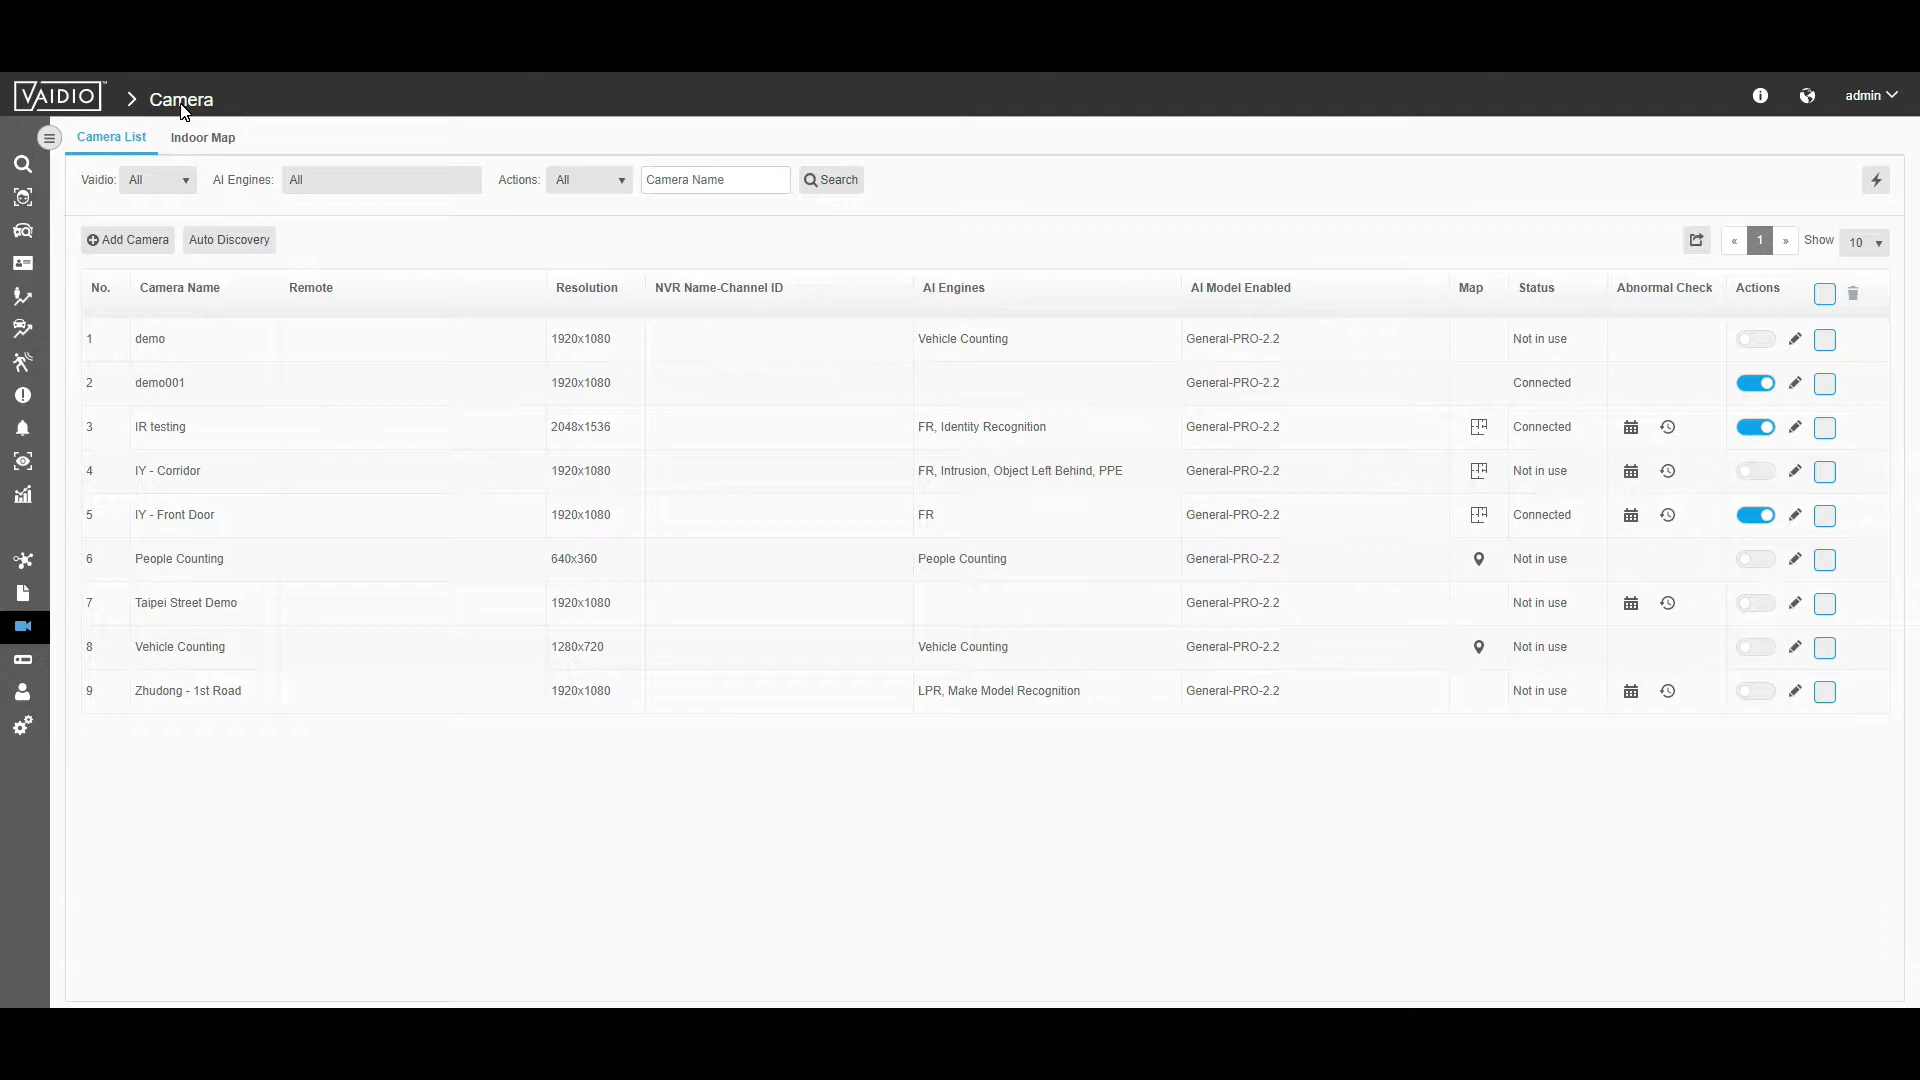 VAIDIO™ > Camera admin
Camera List Indoor Map
Vaidio: All AI Engines: All Actions: All Camera Name Search
Add Camera Auto Discovery « 1 » Show 10
No. Camera Name Remote Resolution NVR Name-Channel ID AI Engines AI Model Enabled Map Status Abnormal Check Actions
1 demo 1920x1080 Vehicle Counting General-PRO-2.2 Not in use
2 demo001 1920x1080 General-PRO-2.2 Connected
3 IR testing 2048x1536 FR, Identity Recognition General-PRO-2.2 Connected
4 IY - Corridor 1920x1080 FR, Intrusion, Object Left Behind, PPE General-PRO-2.2 Not in use
5 IY - Front Door 1920x1080 FR General-PRO-2.2 Connected
6 People Counting 640x360 People Counting General-PRO-2.2 Not in use
7 Taipei Street Demo 1920x1080 General-PRO-2.2 Not in use
8 Vehicle Counting 1280x720 Vehicle Counting General-PRO-2.2 Not in use
9 Zhudong - 1st Road 1920x1080 LPR, Make Model Recognition General-PRO-2.2 Not in use